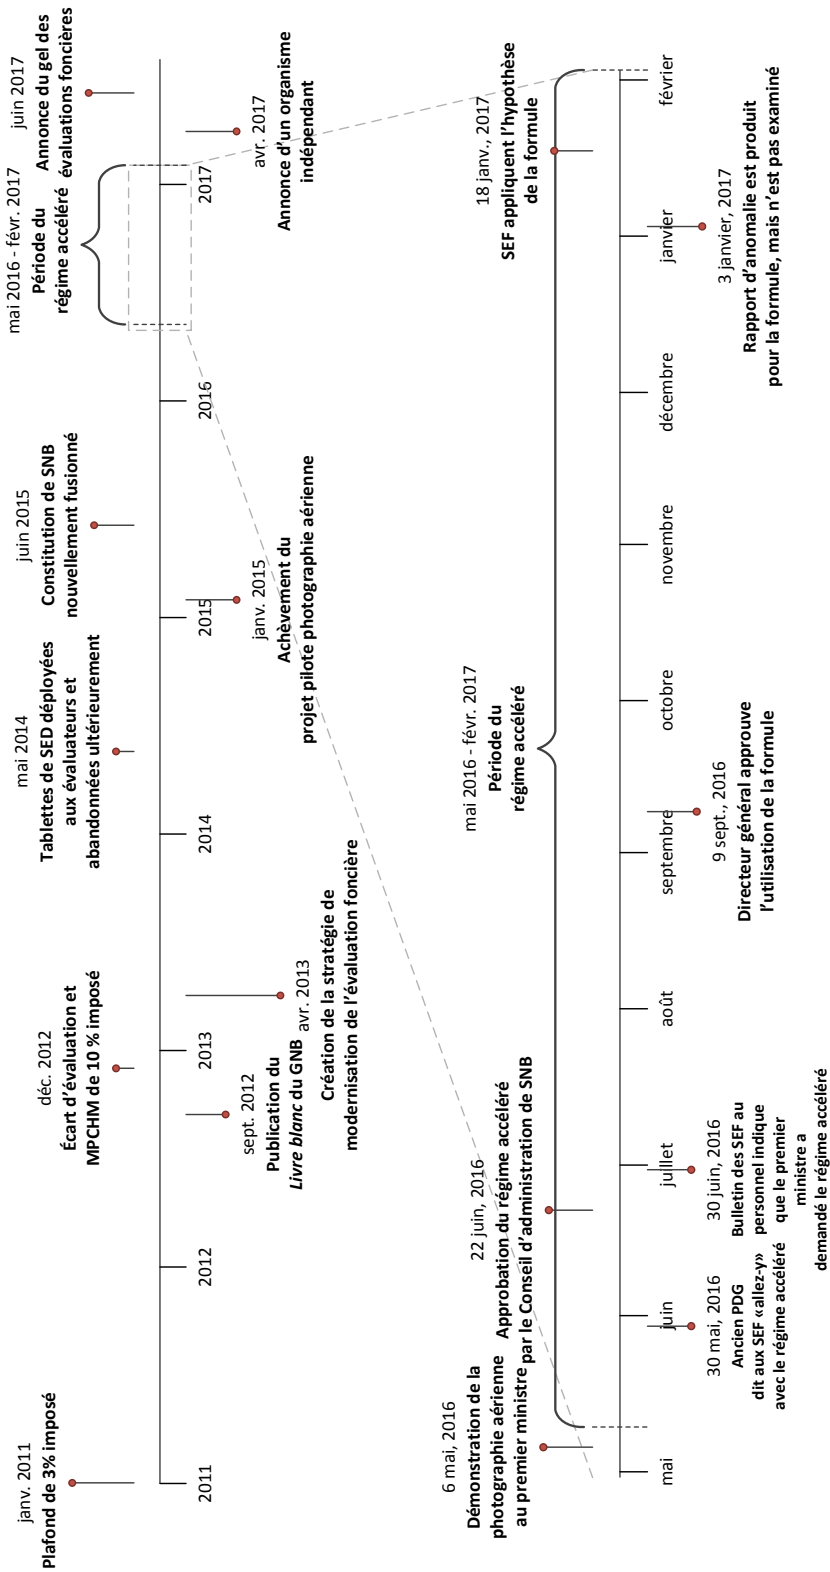 janv. 2011
Plafond de 3% imposé
déc. 2012
Écart d'évaluation et
MPCHM de 10 % imposé
mai 2014
Tablettes de SED déployées
aux évaluateurs et
abandonnées ultérieurement
juin 2015
Constitution de SNB
nouvellement fusionné
mai 2016 - févr. 2017
Période du
régime accéléré
juin 2017
Annonce du gel des
évaluations foncières
2011
2012
2013
2014
2015
2016
2017
sept. 2012
Publication du
Livre blanc du GNB
avr. 2013
Création de la stratégie de
modernisation de l'évaluation foncière
janv. 2015
Achèvement du
projet pilote photographie aérienne
avr. 2017
Annonce d'un organisme
indépendant
6 mai, 2016
Démonstration de la
photographie aérienne
au premier ministre
22 juin, 2016
Approbation du régime accéléré
par le Conseil d'administration de SNB
mai 2016 - févr. 2017
Période du
régime accéléré
18 janv., 2017
SEF appliquent l'hypothèse
de la formule
mai
juin
juillet
août
septembre
octobre
novembre
décembre
janvier
février
30 mai, 2016
Ancien PDG
dit aux SEF «allez-y»
avec le régime accéléré
30 juin, 2016
Bulletin des SEF au
personnel indique
que le premier
ministre a
demandé le régime accéléré
9 sept., 2016
Directeur général approuve
l'utilisation de la formule
3 janvier, 2017
Rapport d'anomalie est produit
pour la formule, mais n'est pas examiné